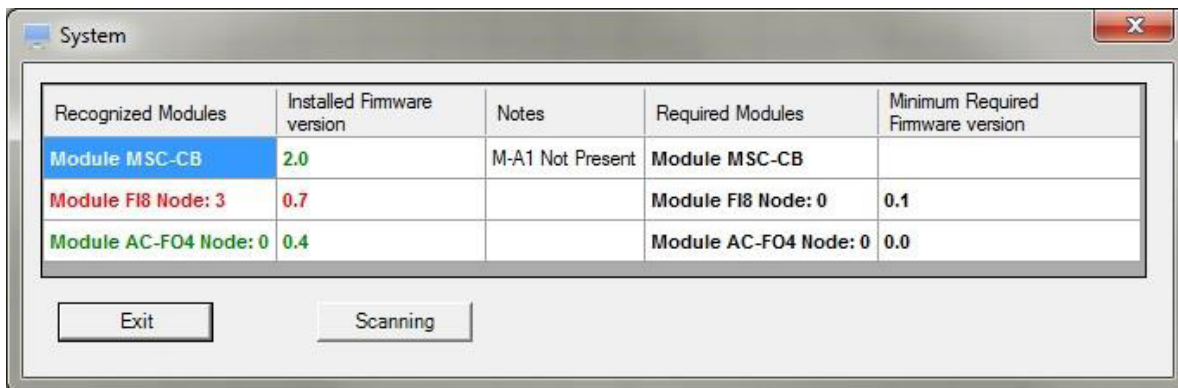 System
Recognized Modules
Installed Firmware
version
Notes
Required Modules
Minimum Required
Firmware version
Module MSC-CB
2.0
M-A1 Not Present
Module MSC-CB
Module FI8 Node: 3
0.7
Module FI8 Node: 0
0.1
Module AC-FO4 Node: 0
0.4
Module AC-FO4 Node: 0
0.0
Exit
Scanning